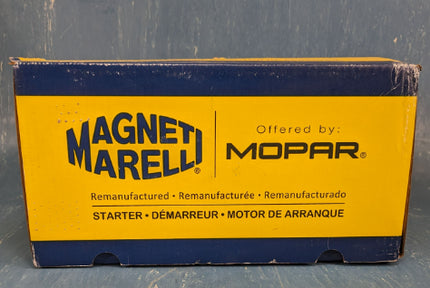 MAGNETI
MARELLI®
Offered by:
MOPAR®
Remanufactured • Remanufacturée • Remanufacturado
STARTER • DÉMARREUR • MOTOR DE ARRANQUE